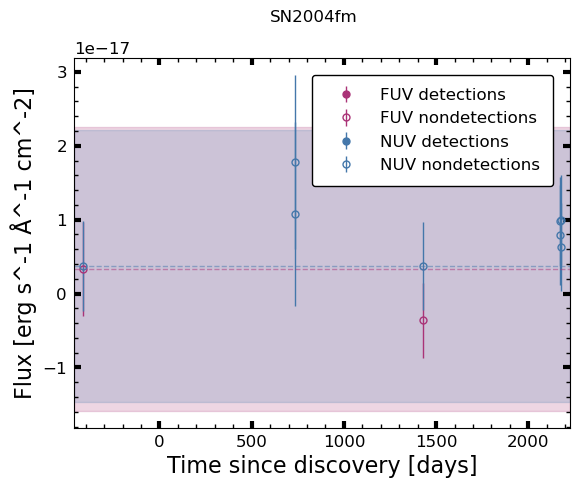 SN2004fm
1e−17
3
2
1
0
−1
Flux [erg s^-1 Å^-1 cm^-2]
FUV detections
FUV nondetections
NUV detections
NUV nondetections
0
500
1000
1500
2000
Time since discovery [days]